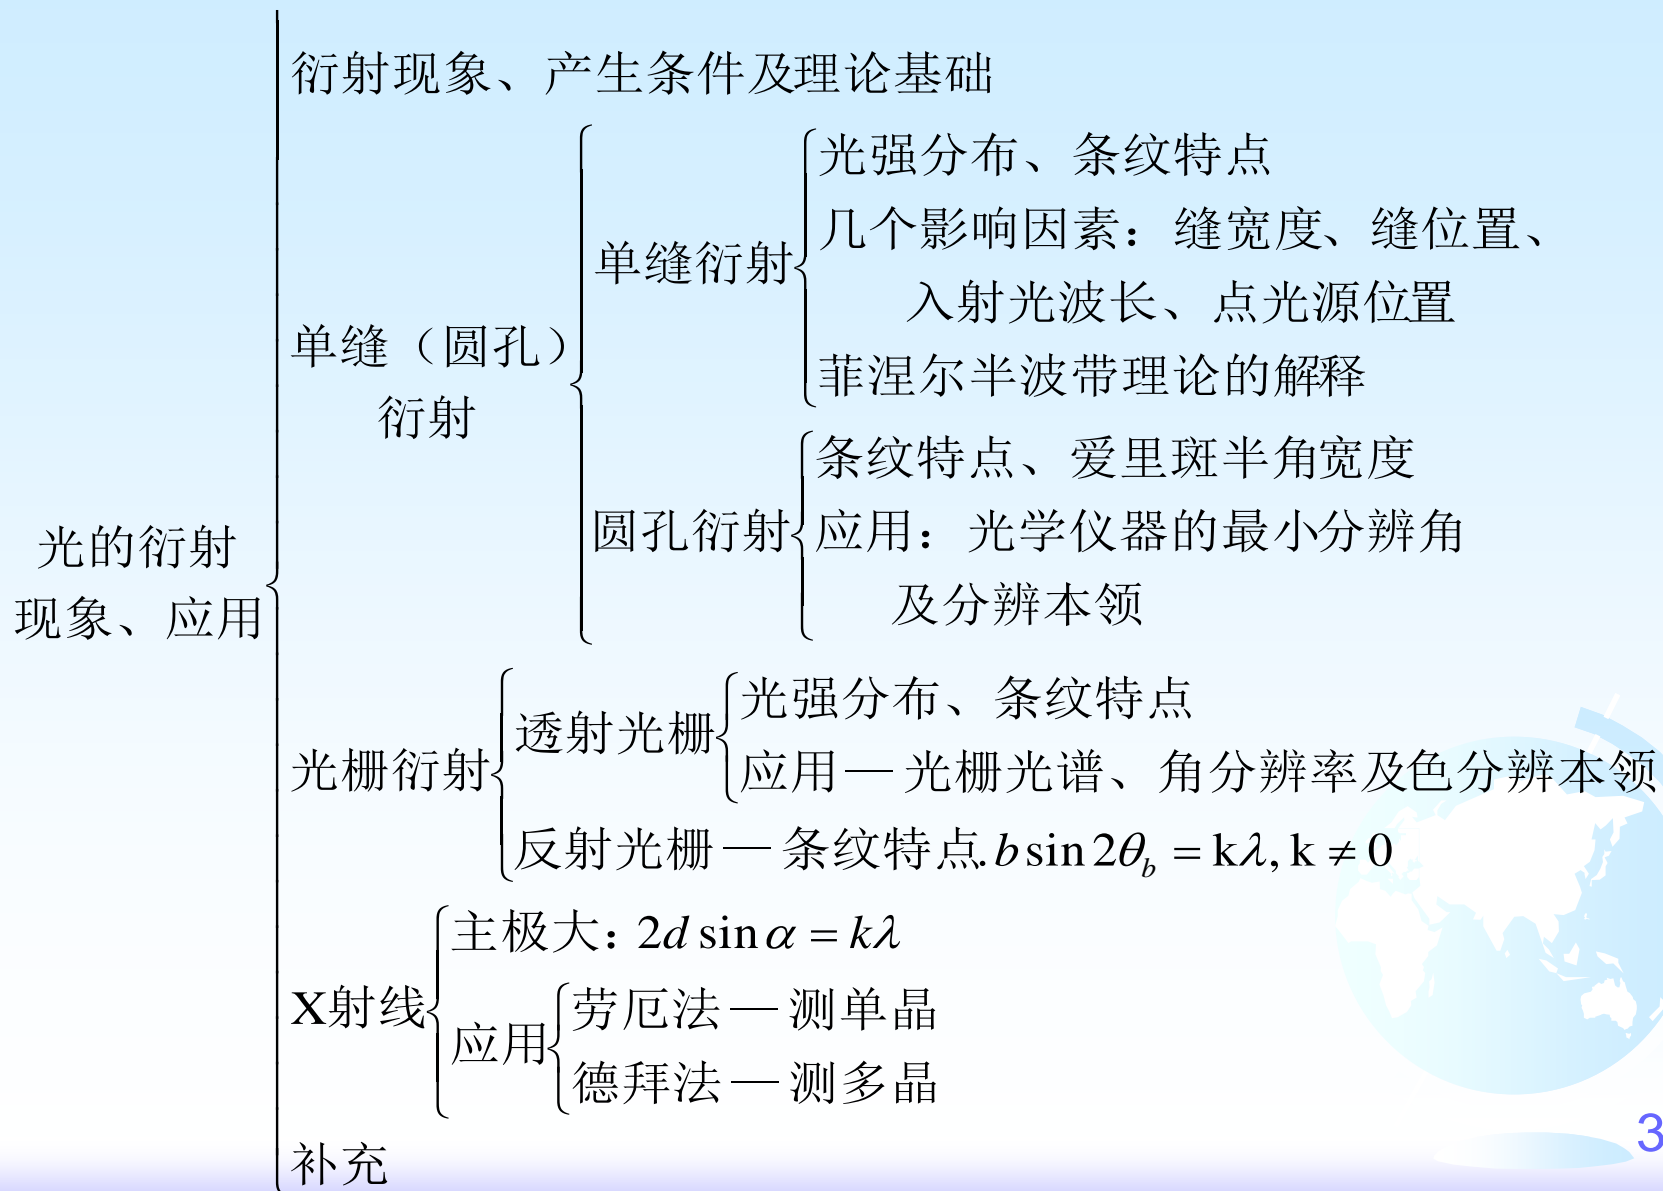 衍射现象、产生条件及理论基础
光强分布、条纹特点
几个影响因素：缝宽度、缝位置、
单缝衍射
入射光波长、点光源位置
单缝（圆孔）
菲涅尔半波带理论的解释
衍射
条纹特点、爱里斑半角宽度
圆孔衍射
应用：光学仪器的最小分辨角
光的衍射
及分辨本领
现象、应用
光强分布、条纹特点
透射光栅
应用—光栅光谱、角分辨率及色分辨本领
光栅衍射
反射光栅—条纹特点.b sin 2θ_b = kλ, k ≠ 0
主极大：2d sin α = kλ
X射线
劳厄法—测单晶
应用
德拜法—测多晶
3
补充